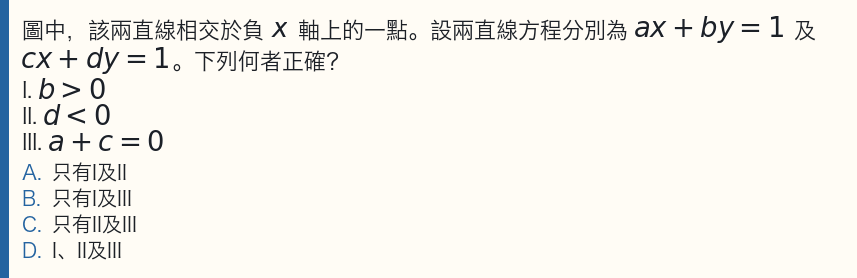 圖中，該兩直線相交於負 x 軸上的一點。設兩直線方程分別為 ax + by = 1 及
cx + dy = 1。下列何者正確?
I. b > 0
II. d < 0
III. a + c = 0
A. 只有I及II
B. 只有I及III
C. 只有II及III
D. I、II及III